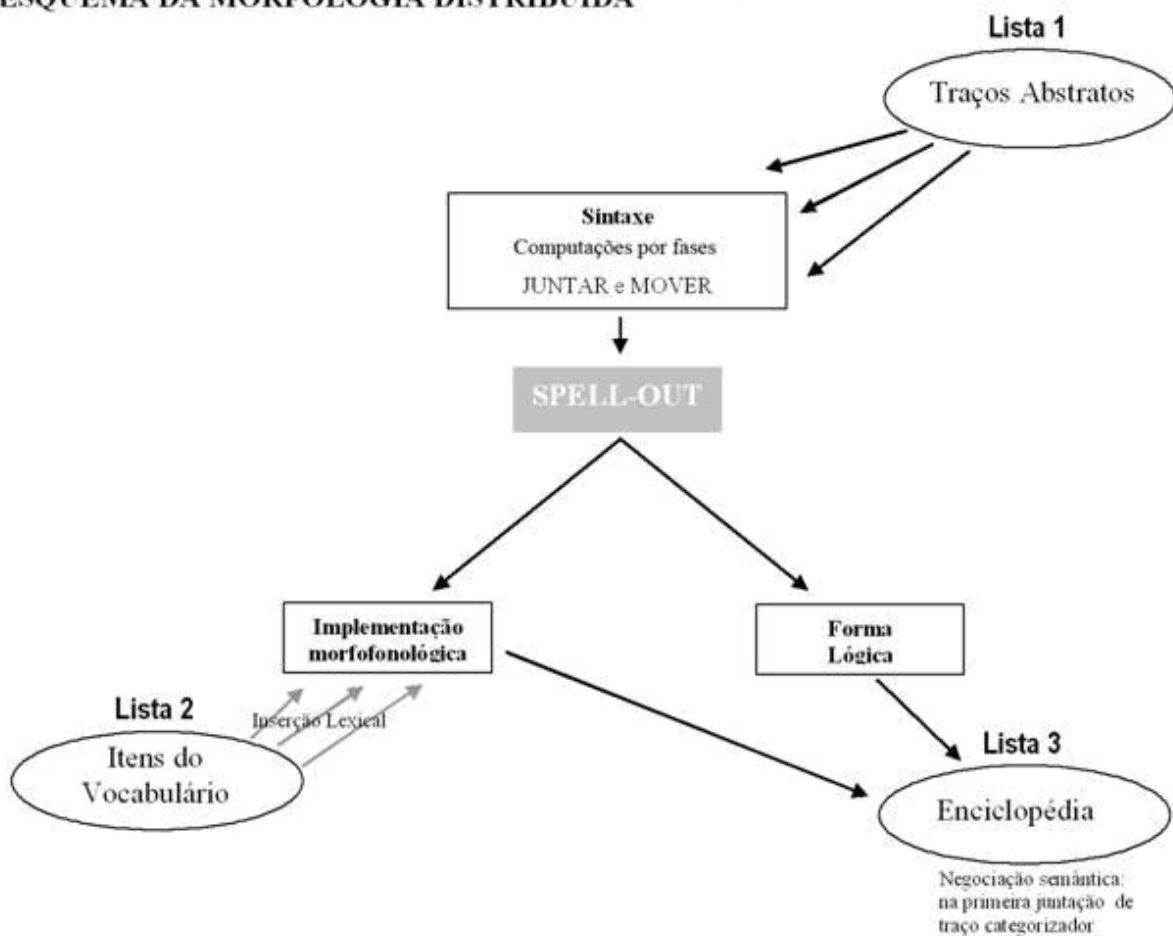 ESQUEMA DA MORFOLOGIA DISTRIBUÍDA
Lista 1
Traços Abstratos
Sintaxe
Computações por fases
JUNTAR e MOVER
SPELL-OUT
Implementação
morfofonológica
Forma
Lógica
Lista 2
Inserção Lexical
Itens do
Vocabulário
Lista 3
Enciclopédia
Negociação semântica:
na primeira juntação de
traço categorizador